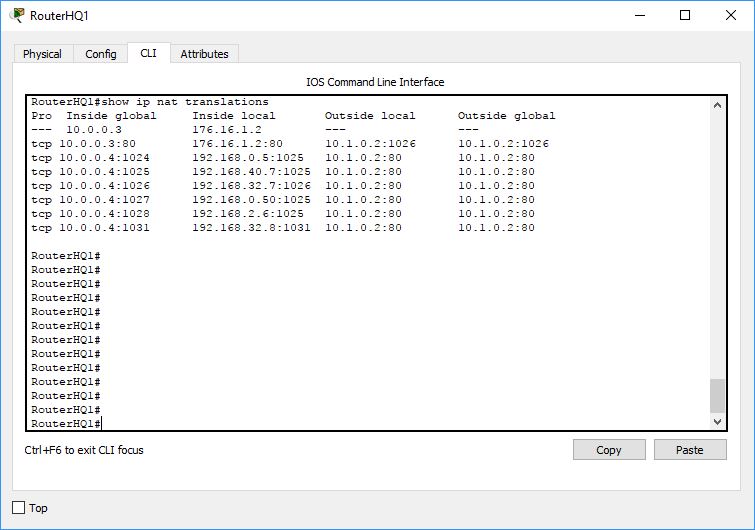 RouterHQ1
Physical Config CLI Attributes
IOS Command Line Interface
RouterHQ1#show ip nat translations
Pro  Inside global     Inside local       Outside local      Outside global
---  10.0.0.3          176.16.1.2         ---                ---
tcp 10.0.0.3:80        176.16.1.2:80      10.1.0.2:1026      10.1.0.2:1026
tcp 10.0.0.4:1024      192.168.0.5:1025   10.1.0.2:80        10.1.0.2:80
tcp 10.0.0.4:1025      192.168.40.7:1025  10.1.0.2:80        10.1.0.2:80
tcp 10.0.0.4:1026      192.168.32.7:1026  10.1.0.2:80        10.1.0.2:80
tcp 10.0.0.4:1027      192.168.0.50:1025  10.1.0.2:80        10.1.0.2:80
tcp 10.0.0.4:1028      192.168.2.6:1025   10.1.0.2:80        10.1.0.2:80
tcp 10.0.0.4:1031      192.168.32.8:1031  10.1.0.2:80        10.1.0.2:80
RouterHQ1#
RouterHQ1#
RouterHQ1#
RouterHQ1#
RouterHQ1#
RouterHQ1#
RouterHQ1#
RouterHQ1#
RouterHQ1#
RouterHQ1#
RouterHQ1#
RouterHQ1#
RouterHQ1#
Ctrl+F6 to exit CLI focus Copy Paste
Top